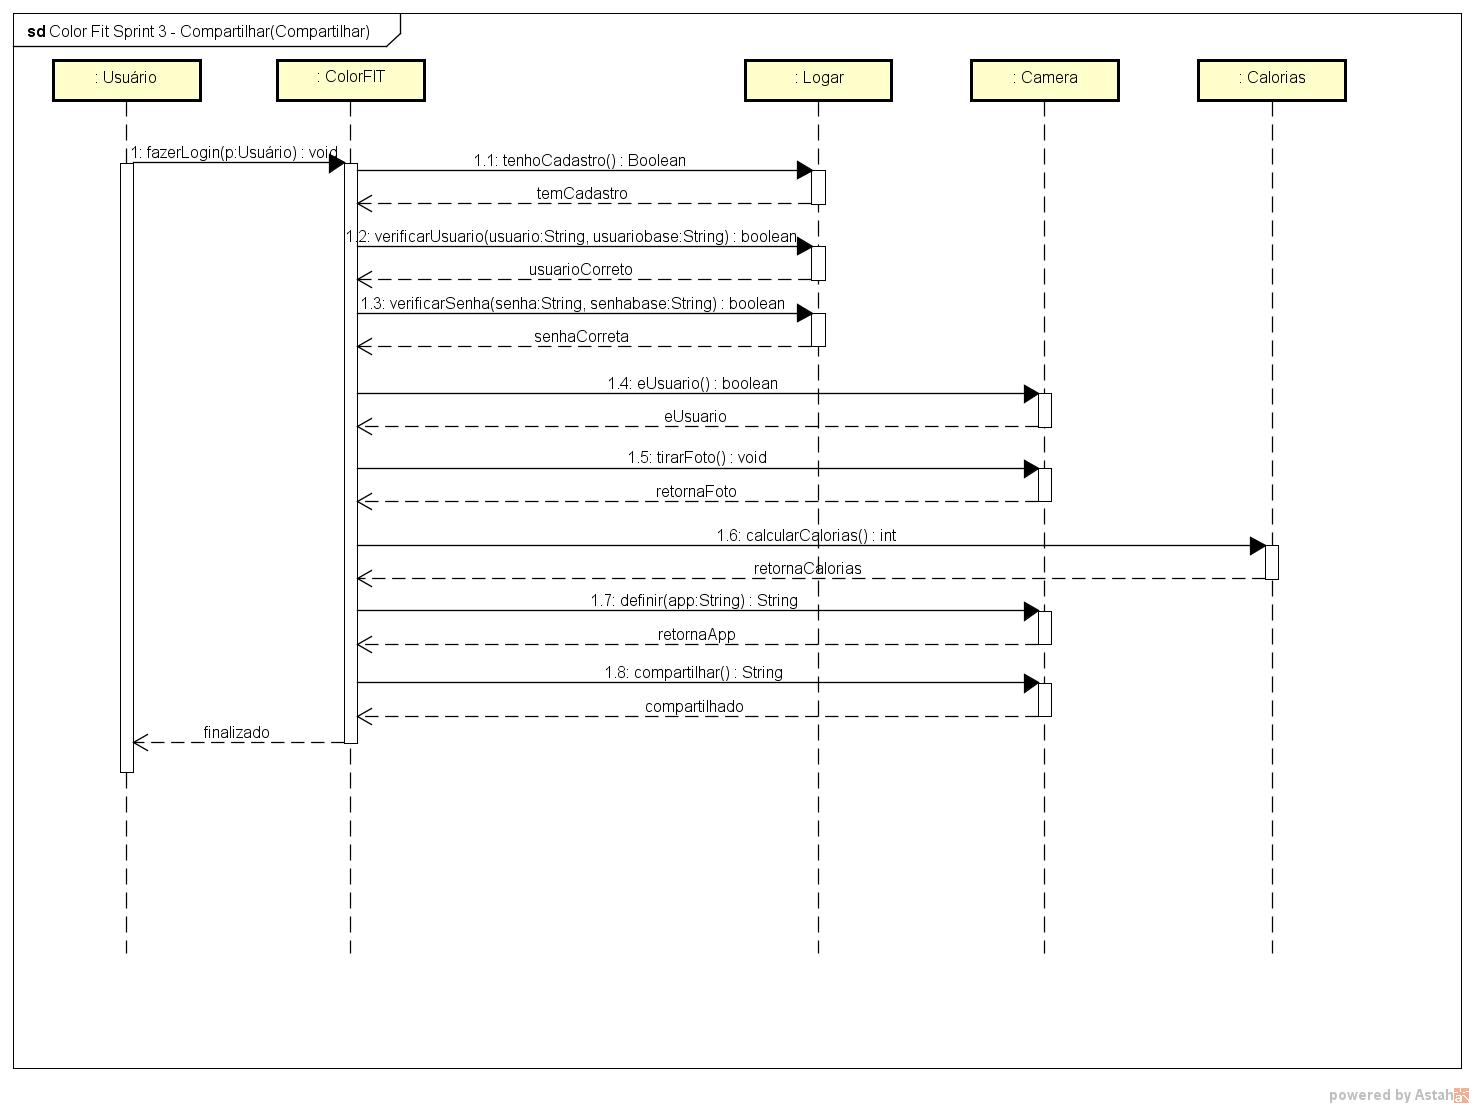 sd Color Fit Sprint 3 - Compartilhar(Compartilhar)
: Usuário
: ColorFIT
: Logar
: Camera
: Calorias
1: fazerLogin(p:Usuário) : void
1.1: tenhoCadastro() : Boolean
temCadastro
1.2: verificarUsuario(usuario:String, usuariobase:String) : boolean
usuarioCorreto
1.3: verificarSenha(senha:String, senhabase:String) : boolean
senhaCorreta
1.4: eUsuario() : boolean
eUsuario
1.5: tirarFoto() : void
retornaFoto
1.6: calcularCalorias() : int
retornaCalorias
1.7: definir(app:String) : String
retornaApp
1.8: compartilhar() : String
compartilhado
finalizado
powered by Astah